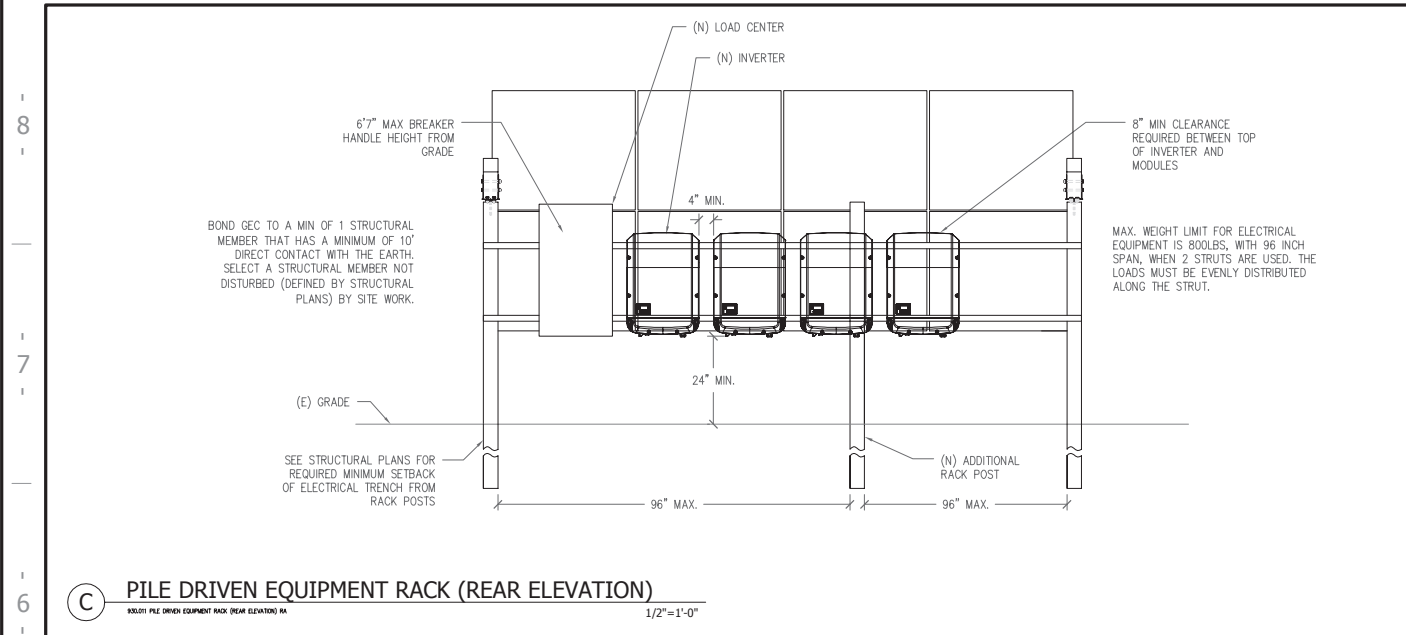 (N) LOAD CENTER
(N) INVERTER
8
6'7" MAX BREAKER
HANDLE HEIGHT FROM
GRADE
8" MIN CLEARANCE
REQUIRED BETWEEN TOP
OF INVERTER AND
MODULES
4" MIN.
BOND GEC TO A MIN OF 1 STRUCTURAL
MEMBER THAT HAS A MINIMUM OF 10'
DIRECT CONTACT WITH THE EARTH.
SELECT A STRUCTURAL MEMBER NOT
DISTURBED (DEFINED BY STRUCTURAL
PLANS) BY SITE WORK.
MAX. WEIGHT LIMIT FOR ELECTRICAL
EQUIPMENT IS 800LBS, WITH 96 INCH
SPAN, WHEN 2 STRUTS ARE USED. THE
LOADS MUST BE EVENLY DISTRIBUTED
ALONG THE STRUT.
7
24" MIN.
(E) GRADE
SEE STRUCTURAL PLANS FOR
REQUIRED MINIMUM SETBACK
OF ELECTRICAL TRENCH FROM
RACK POSTS
(N) ADDITIONAL
RACK POST
96" MAX.
96" MAX.
6
C
PILE DRIVEN EQUIPMENT RACK (REAR ELEVATION)
930.011 PILE DRIVEN EQUIPMENT RACK (REAR ELEVATION) RA
1/2"=1'-0"